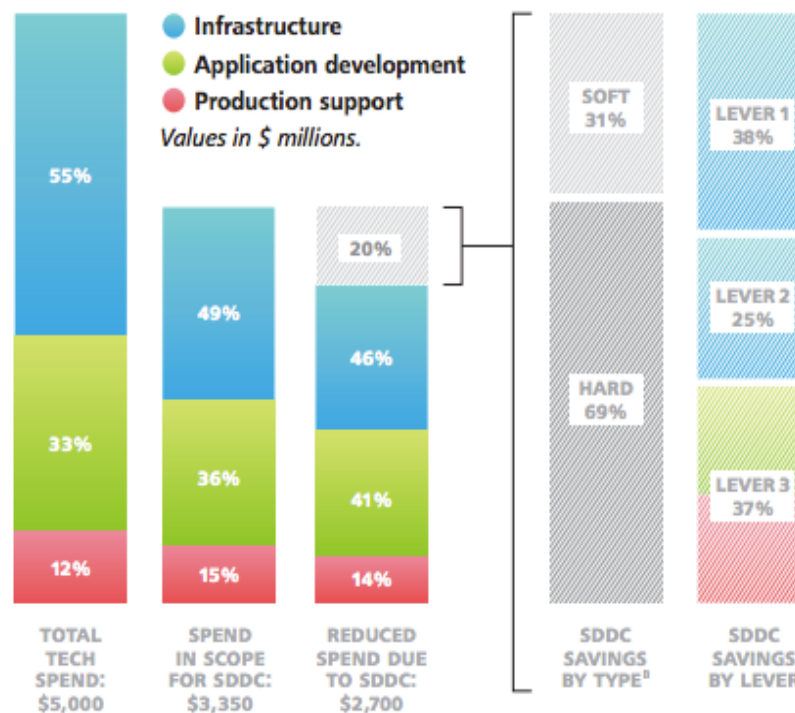 Infrastructure
Application development
Production support
Values in $ millions.
55%
33%
12%
49%
36%
15%
20%
46%
41%
14%
SOFT
31%
HARD
69%
LEVER 1
38%
LEVER 2
25%
LEVER 3
37%
TOTAL
TECH
SPEND:
$5,000
SPEND
IN SCOPE
FOR SDDC:
$3,350
REDUCED
SPEND DUE
TO SDDC:
$2,700
SDDC
SAVINGS
BY TYPE
SDDC
SAVINGS
BY LEVER